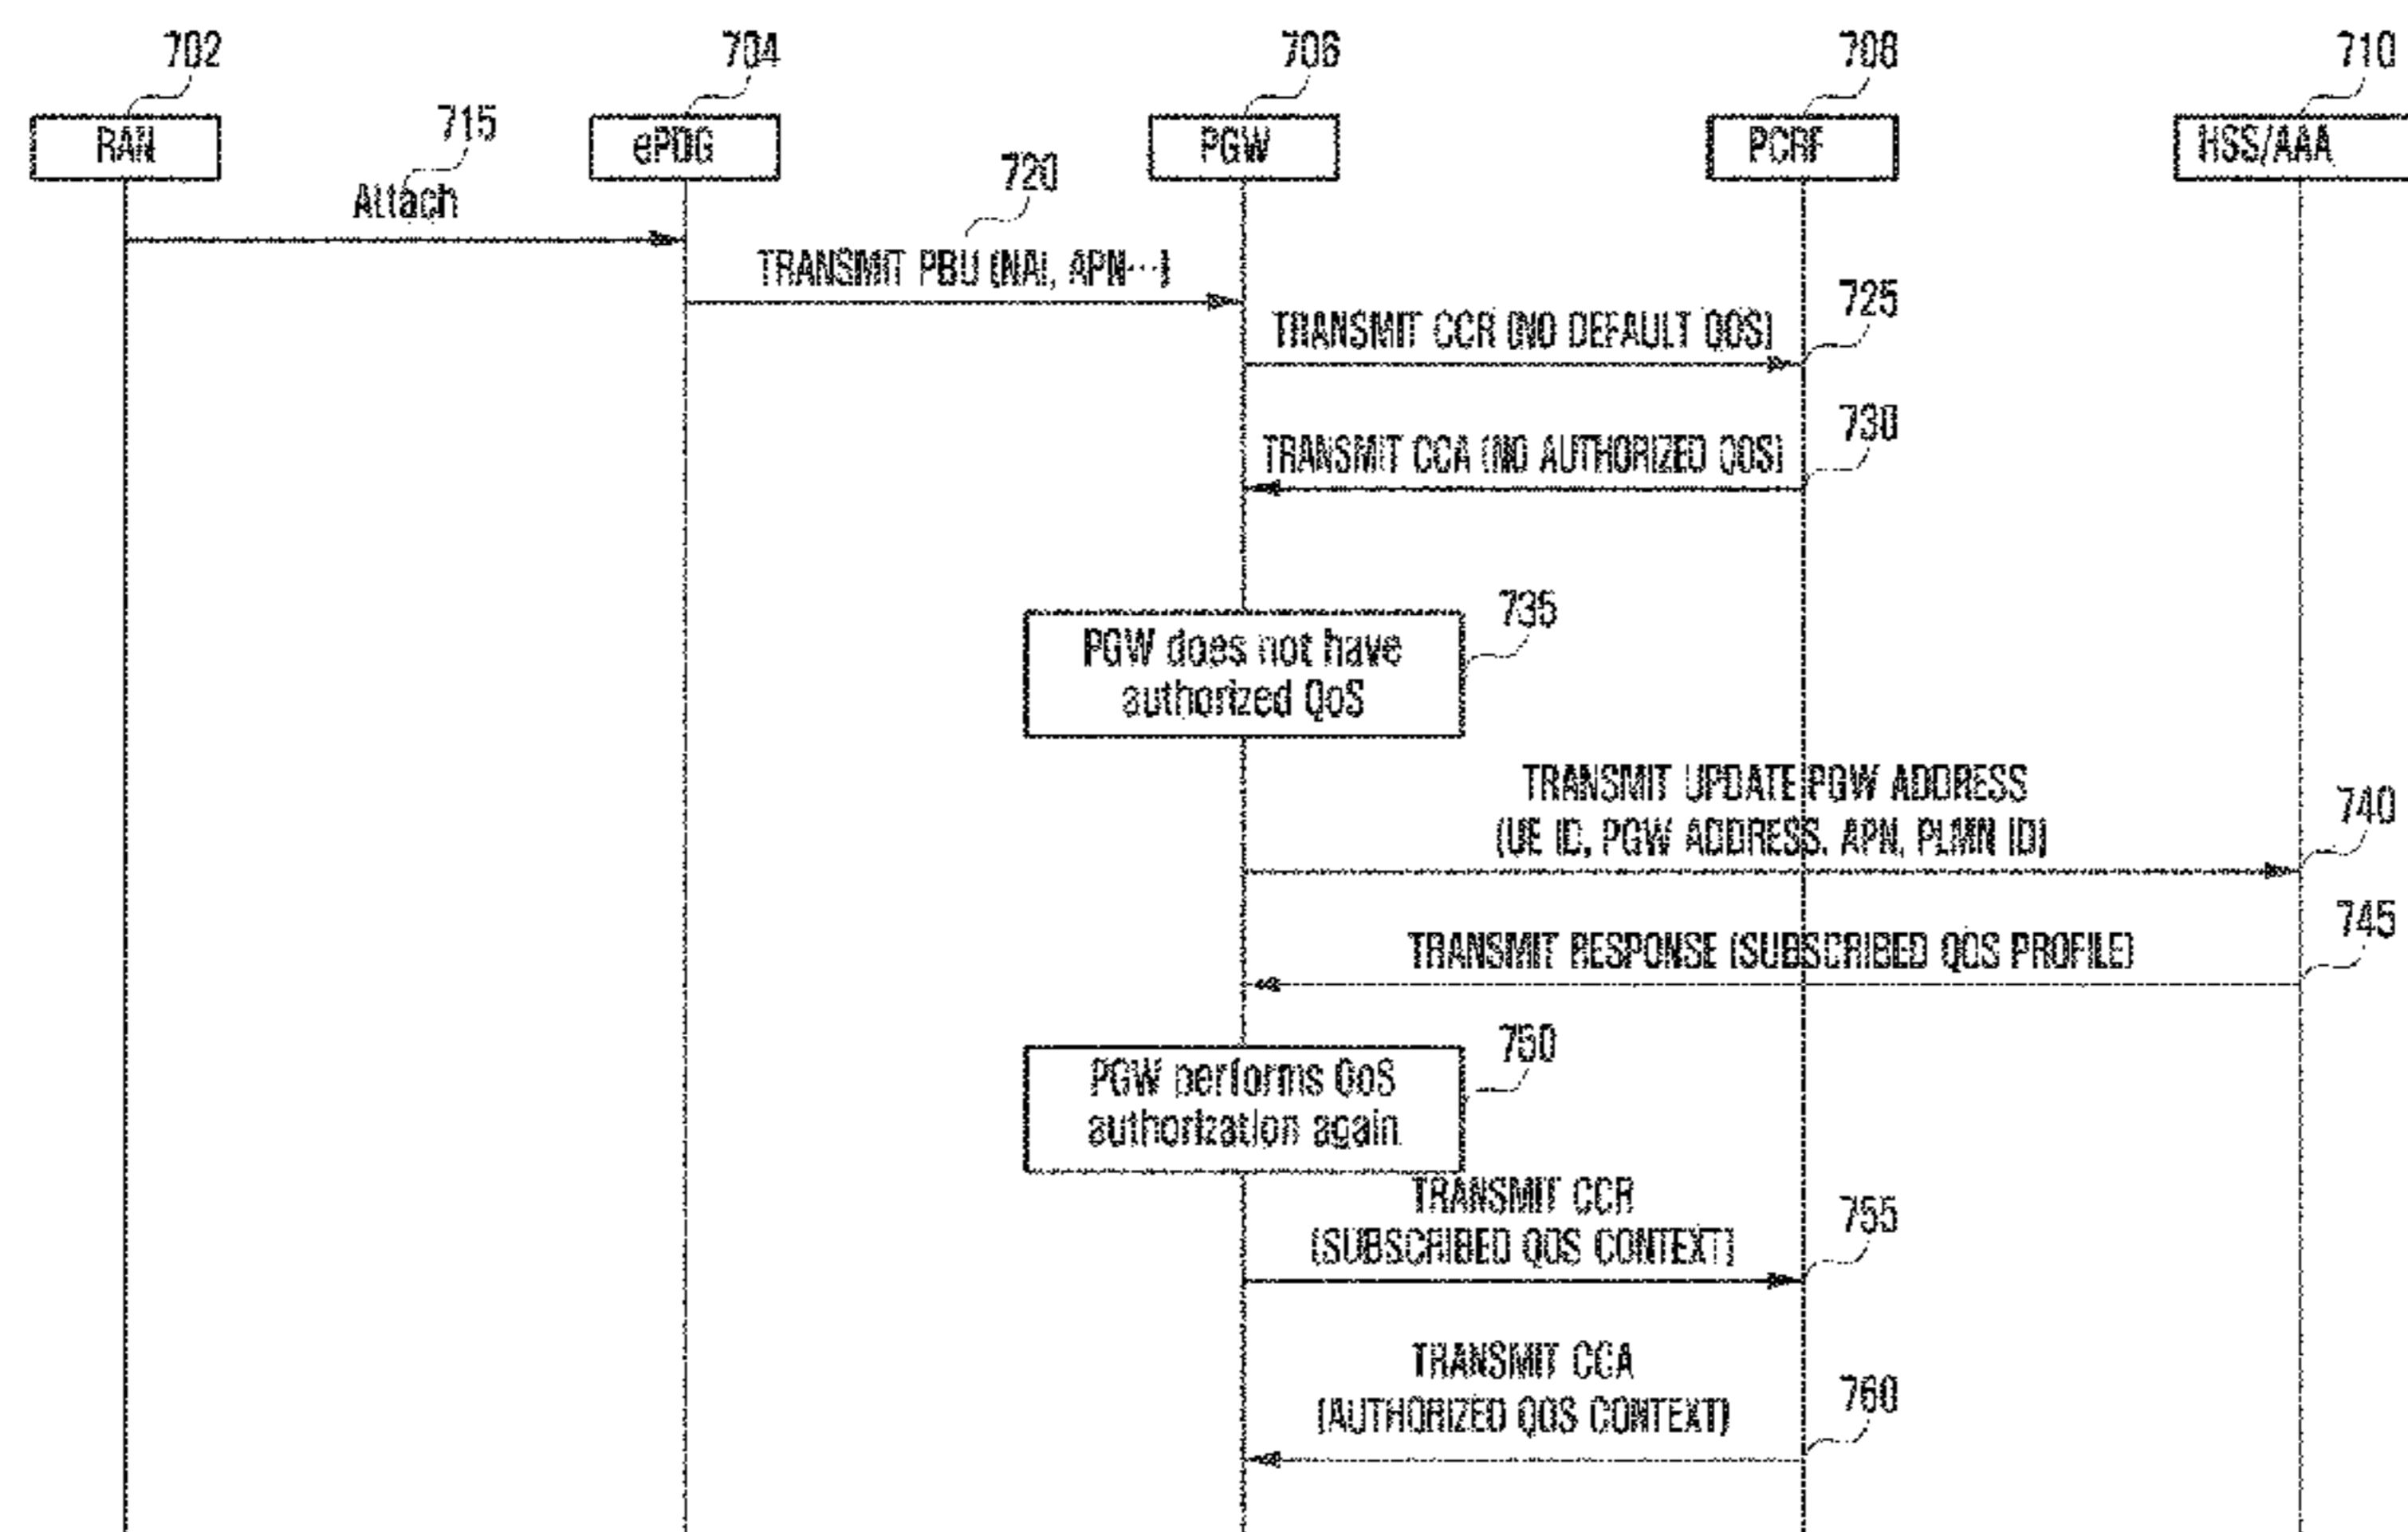 702
704
706
708
710
RAN
715
ePDG
PGW
PCRF
HSS/AAA
Attach
720
TRANSMIT PBU (NAI, APN···)
725
TRANSMIT CCR (NO DEFAULT QOS)
730
TRANSMIT CCA (NO AUTHORIZED QOS)
735
PGW does not have
authorized QoS
TRANSMIT UPDATE PGW ADDRESS
740
(UE ID, PGW ADDRESS, APN, PLMN ID)
745
TRANSMIT RESPONSE (SUBSCRIBED QOS PROFILE)
750
PGW performs QoS
authorization again
TRANSMIT CCR
755
(SUBSCRIBED QOS CONTEXT)
TRANSMIT CCA
760
(AUTHORIZED QOS CONTEXT)